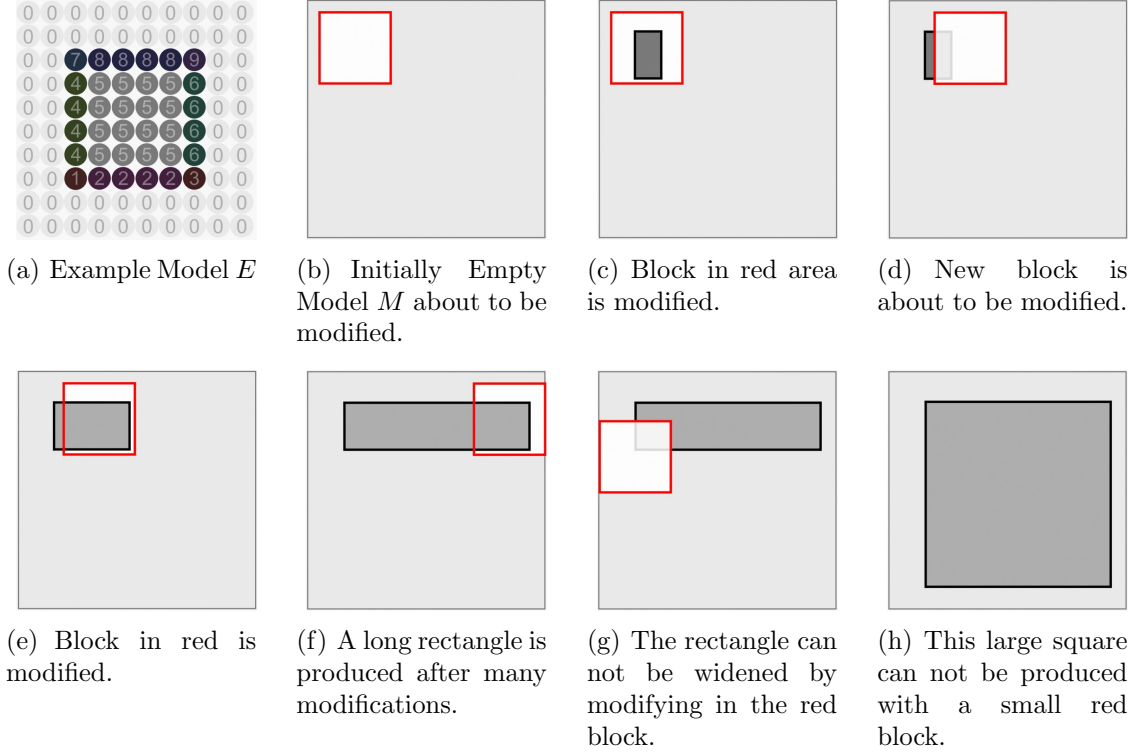 0 0 0 0 0 0 0 0 0 0
0 0 0 0 0 0 0 0 0 0
0 0 7 8 8 8 8 9 0 0
0 0 4 5 5 5 5 6 0 0
0 0 4 5 5 5 5 6 0 0
0 0 4 5 5 5 5 6 0 0
0 0 4 5 5 5 5 6 0 0
0 0 1 2 2 2 2 3 0 0
0 0 0 0 0 0 0 0 0 0
0 0 0 0 0 0 0 0 0 0
(a) Example Model E
(b) Initially Empty
Model M about to be
modified.
(c) Block in red area
is modified.
(d) New block is
about to be modified.
(e) Block in red is
modified.
(f) A long rectangle is
produced after many
modifications.
(g) The rectangle can
not be widened by
modifying in the red
block.
(h) This large square
can not be produced
with a small red
block.